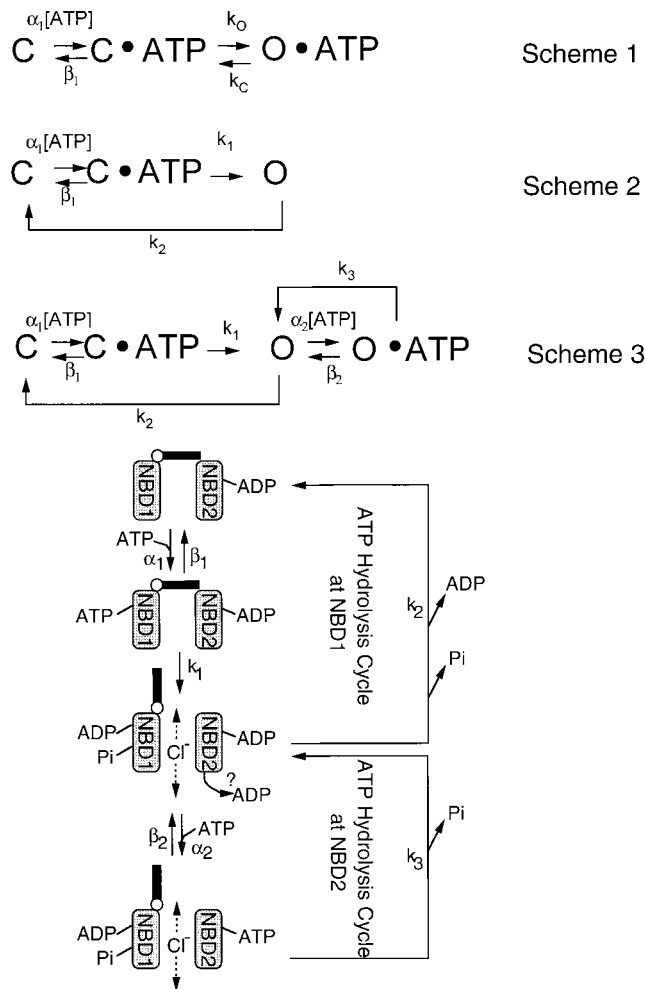 α₁[ATP] k_O
C C • ATP O • ATP Scheme 1
β₁ k_C
α₁[ATP] k₁
C C • ATP O Scheme 2
β₁
k₂
k₃
α₁[ATP] k₁ α₂[ATP]
C C • ATP O O • ATP Scheme 3
β₁ β₂
k₂
NBD1 NBD2 ADP
ATP α₁ β₁
ATP NBD1 NBD2 ADP
k₁
ADP Pi NBD1 Cl⁻ NBD2 ADP
? ADP
β₂ ATP α₂
ADP Pi NBD1 Cl⁻ NBD2 ATP
ATP Hydrolysis Cycle
at NBD1
k₂
ADP
Pi
ATP Hydrolysis Cycle
at NBD2
k₃
Pi